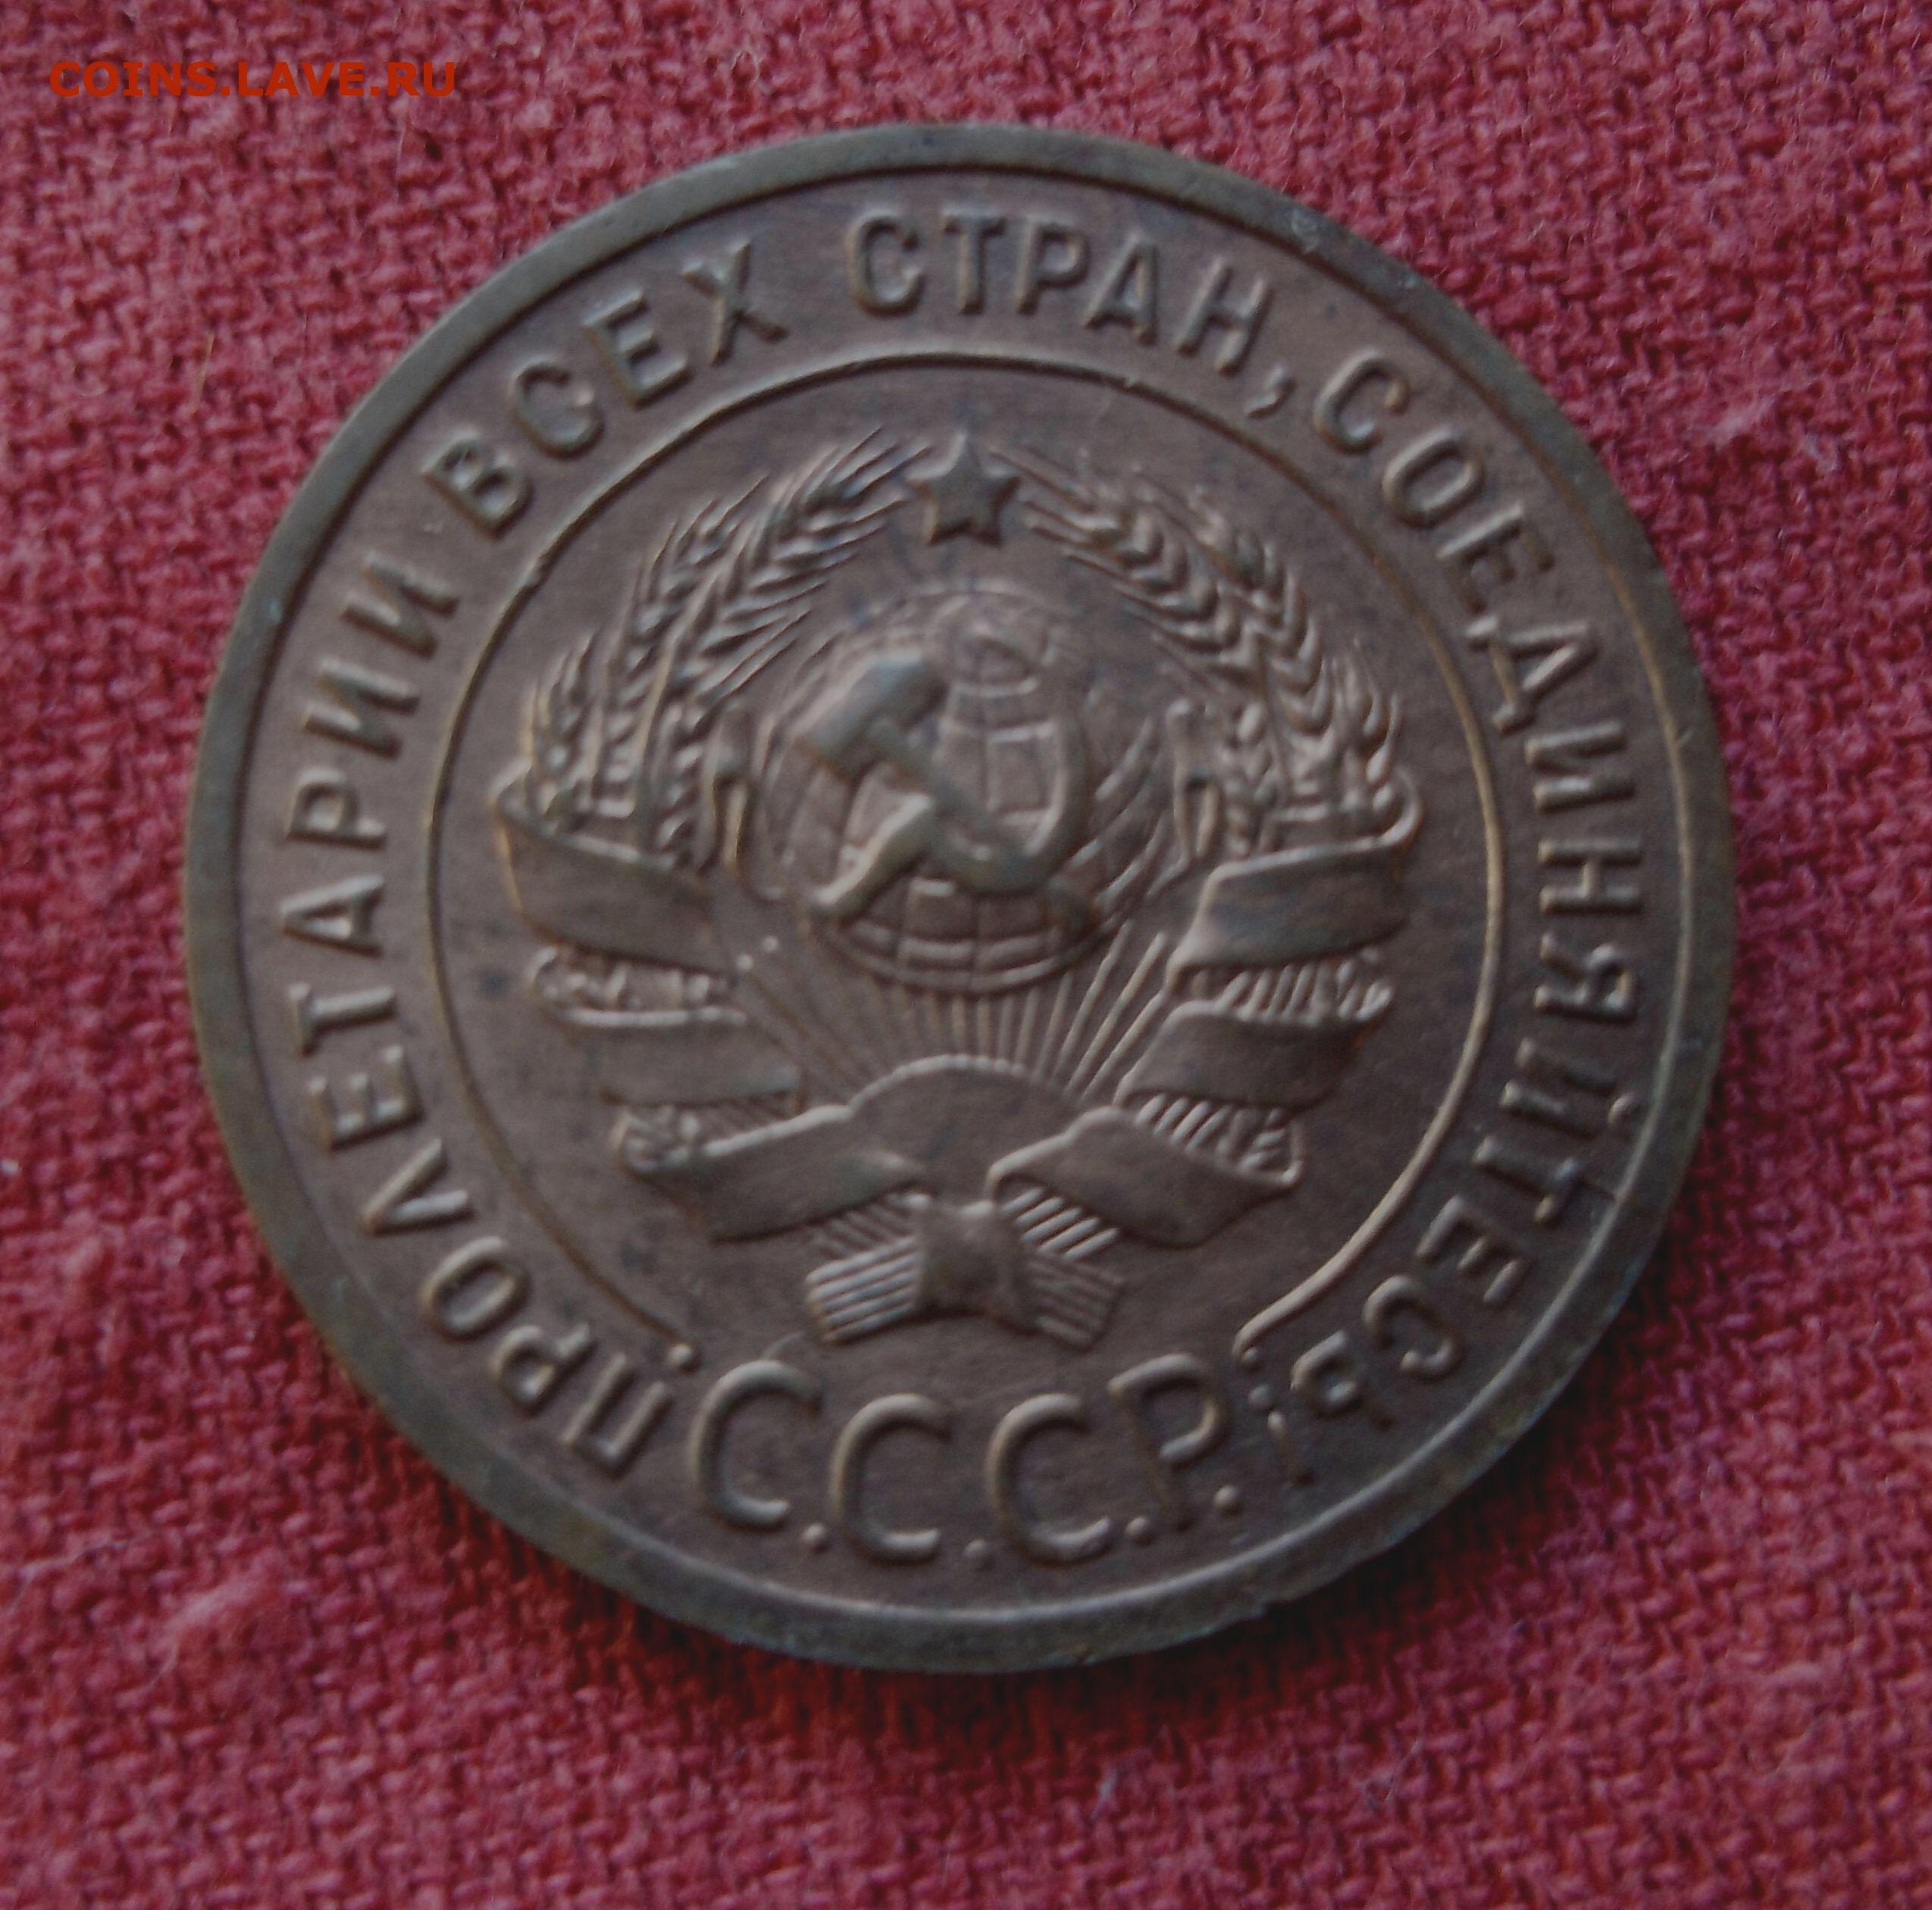 COINS.LAVE.RU
ПРОЛЕТАРИИ ВСЕХ СТРАН, СОЕДИНЯЙТЕСЬ!
С.С.С.Р.